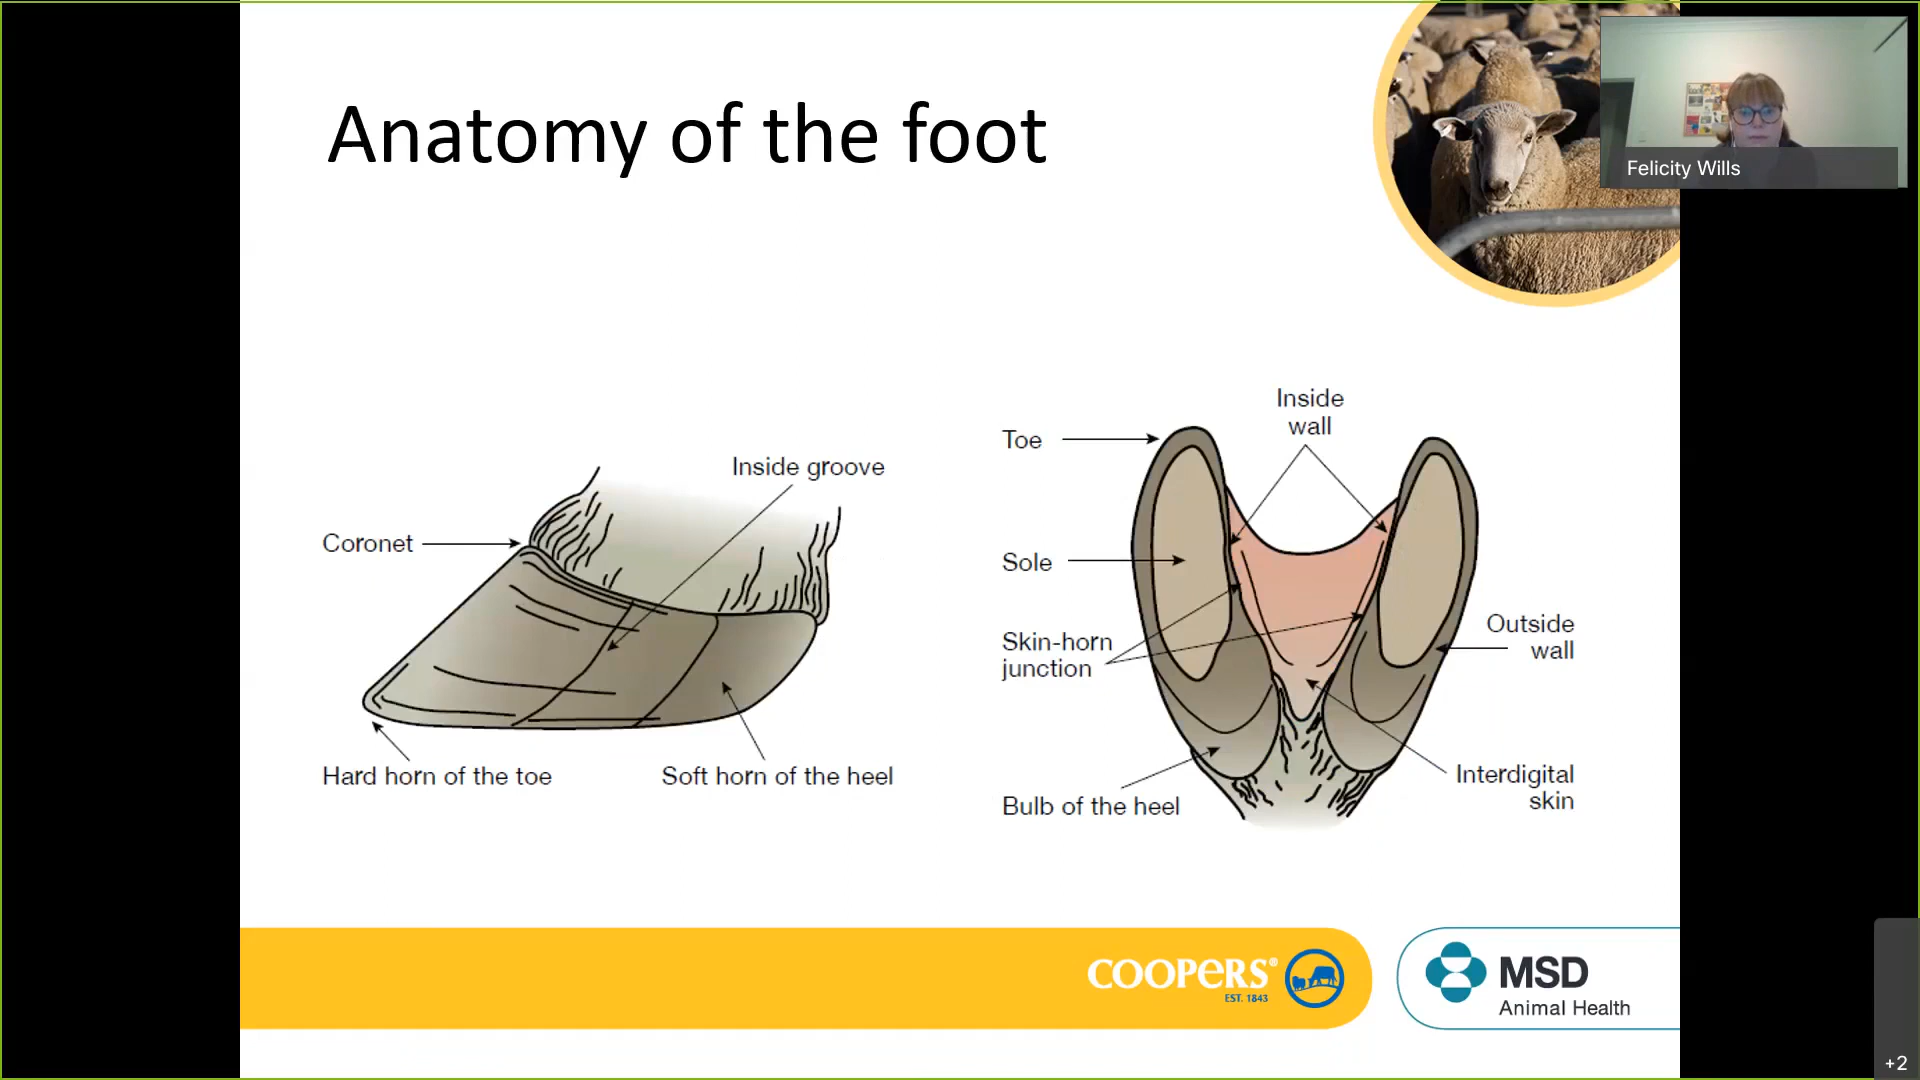 Anatomy of the foot
Felicity Wills
Inside groove
Coronet
Hard horn of the toe
Soft horn of the heel
Inside
wall
Toe
Sole
Skin-horn
junction
Outside
wall
Bulb of the heel
Interdigital
skin
COOPERS®
EST. 1843
MSD
Animal Health
+2